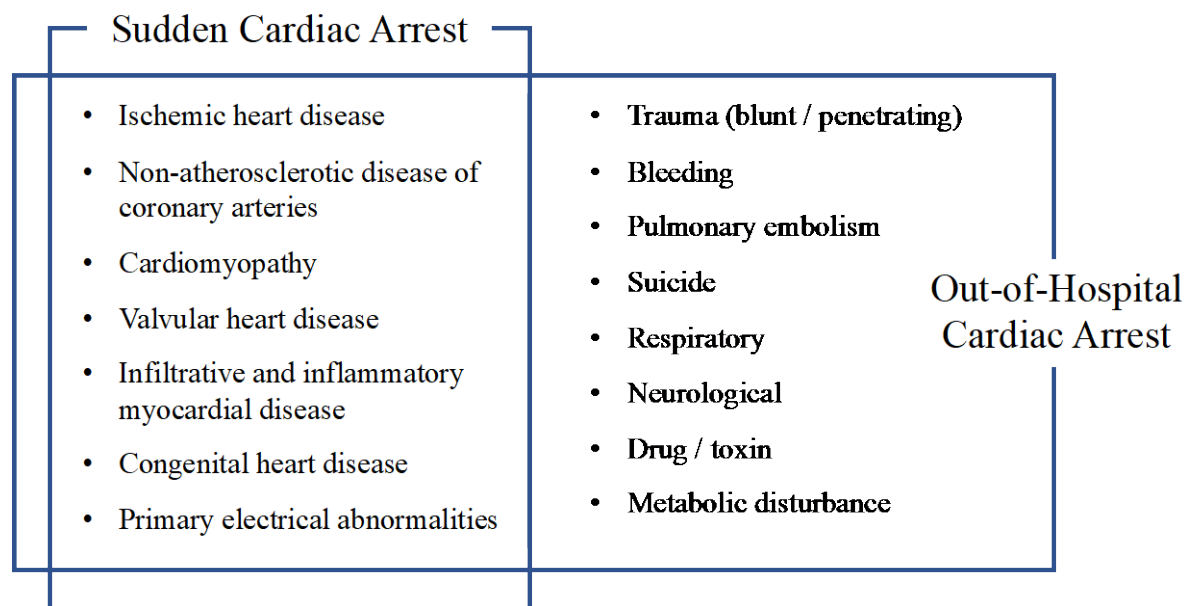 Sudden Cardiac Arrest
• Ischemic heart disease
• Non-atherosclerotic disease of
coronary arteries
• Cardiomyopathy
• Valvular heart disease
• Infiltrative and inflammatory
myocardial disease
• Congenital heart disease
• Primary electrical abnormalities
• Trauma (blunt / penetrating)
• Bleeding
• Pulmonary embolism
• Suicide
• Respiratory
• Neurological
• Drug / toxin
• Metabolic disturbance
Out-of-Hospital
Cardiac Arrest